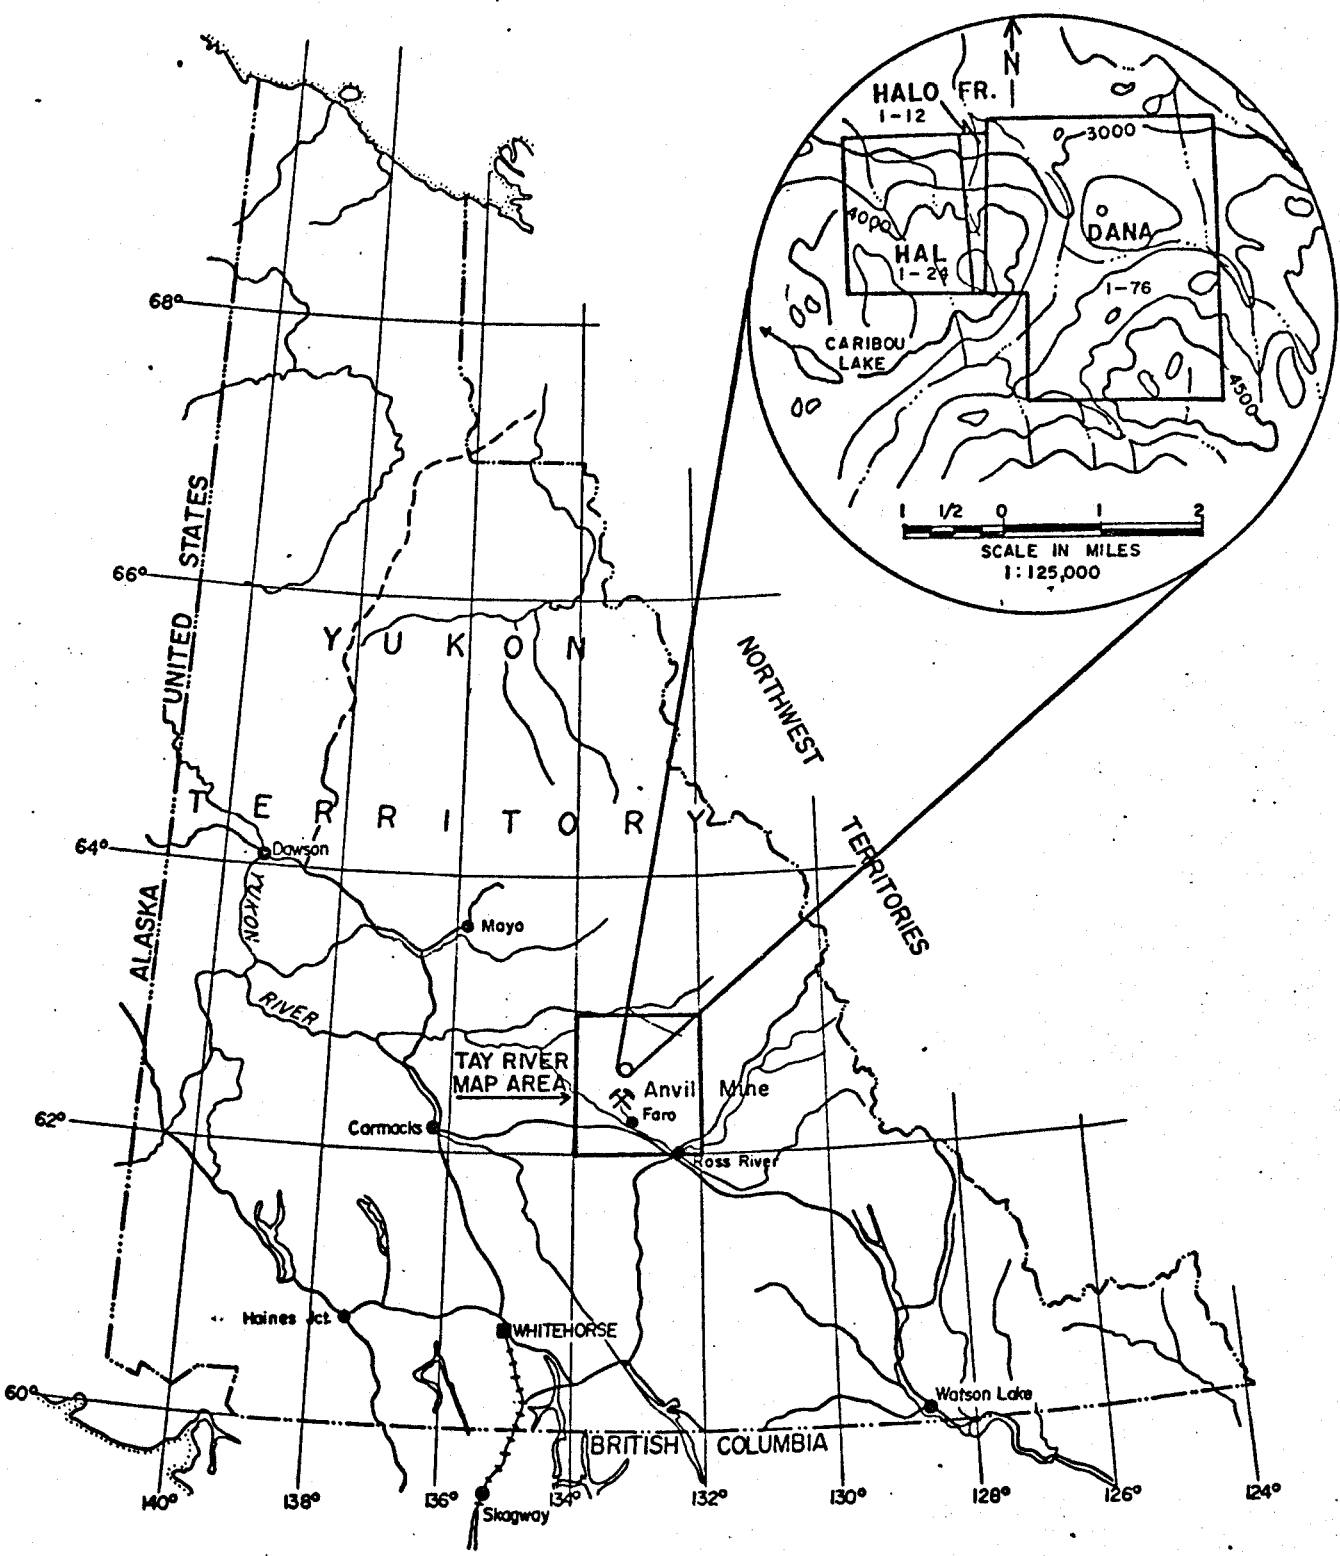 N
HALO FR.
1-12
3000
4000
HAL
1-24
DANA
1-76
CARIBOU
LAKE
4500
1 1/2 0 1 2
SCALE IN MILES
1:125,000
68°
66°
64°
62°
60°
UNITED STATES
ALASKA
YUKON
TERRITORY
NORTHWEST
TERRITORIES
Dawson
YUKON
RIVER
Mayo
TAY RIVER
MAP AREA
Anvil Mine
Faro
Carmacks
Ross River
Haines Jct.
WHITEHORSE
Watson Lake
BRITISH COLUMBIA
Skagway
140° 138° 136° 134° 132° 130° 128° 126° 124°